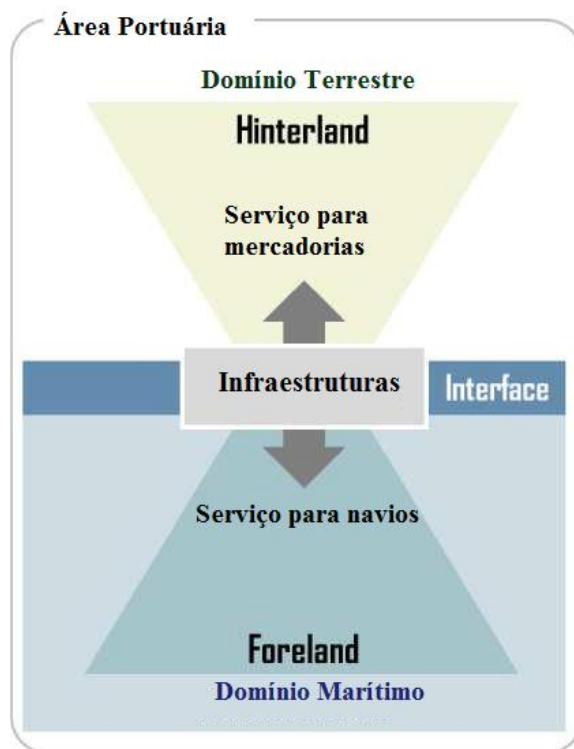 Área Portuária
Domínio Terrestre
Hinterland
Serviço para
mercadorias
Infraestruturas
Interface
Serviço para navios
Foreland
Domínio Marítimo